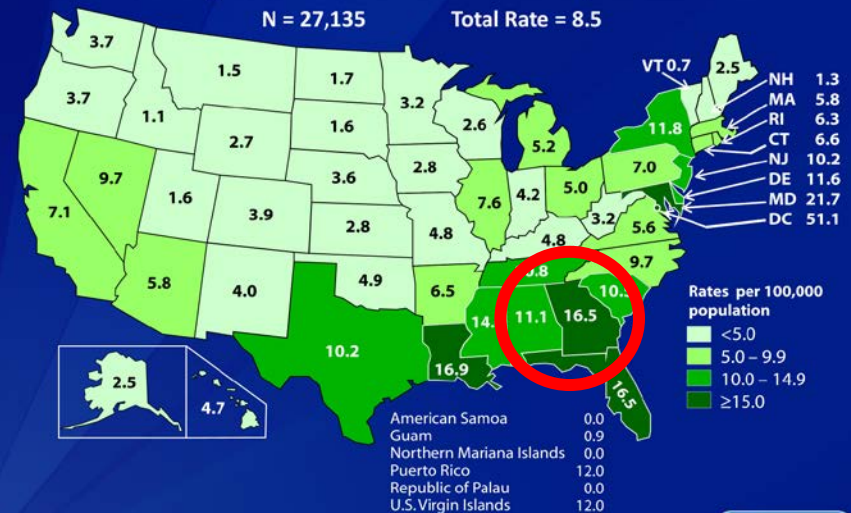 N = 27,135 Total Rate = 8.5
3.7
1.5
1.7
3.2
VT 0.7
2.5
NH 1.3
MA 5.8
RI 6.3
CT 6.6
NJ 10.2
DE 11.6
MD 21.7
DC 51.1
3.7
1.1
2.7
1.6
2.6
5.2
11.8
7.0
9.7
7.1
1.6
3.9
3.6
2.8
2.8
4.8
7.6
4.2
5.0
3.2
5.6
4.8
9.7
5.8
4.0
4.9
6.5
11.1
16.5
10.2
16.9
16.5
2.5
4.7
Rates per 100,000
population
<5.0
5.0 – 9.9
10.0 – 14.9
≥15.0
American Samoa 0.0
Guam 0.9
Northern Mariana Islands 0.0
Puerto Rico 12.0
Republic of Palau 0.0
U.S. Virgin Islands 12.0